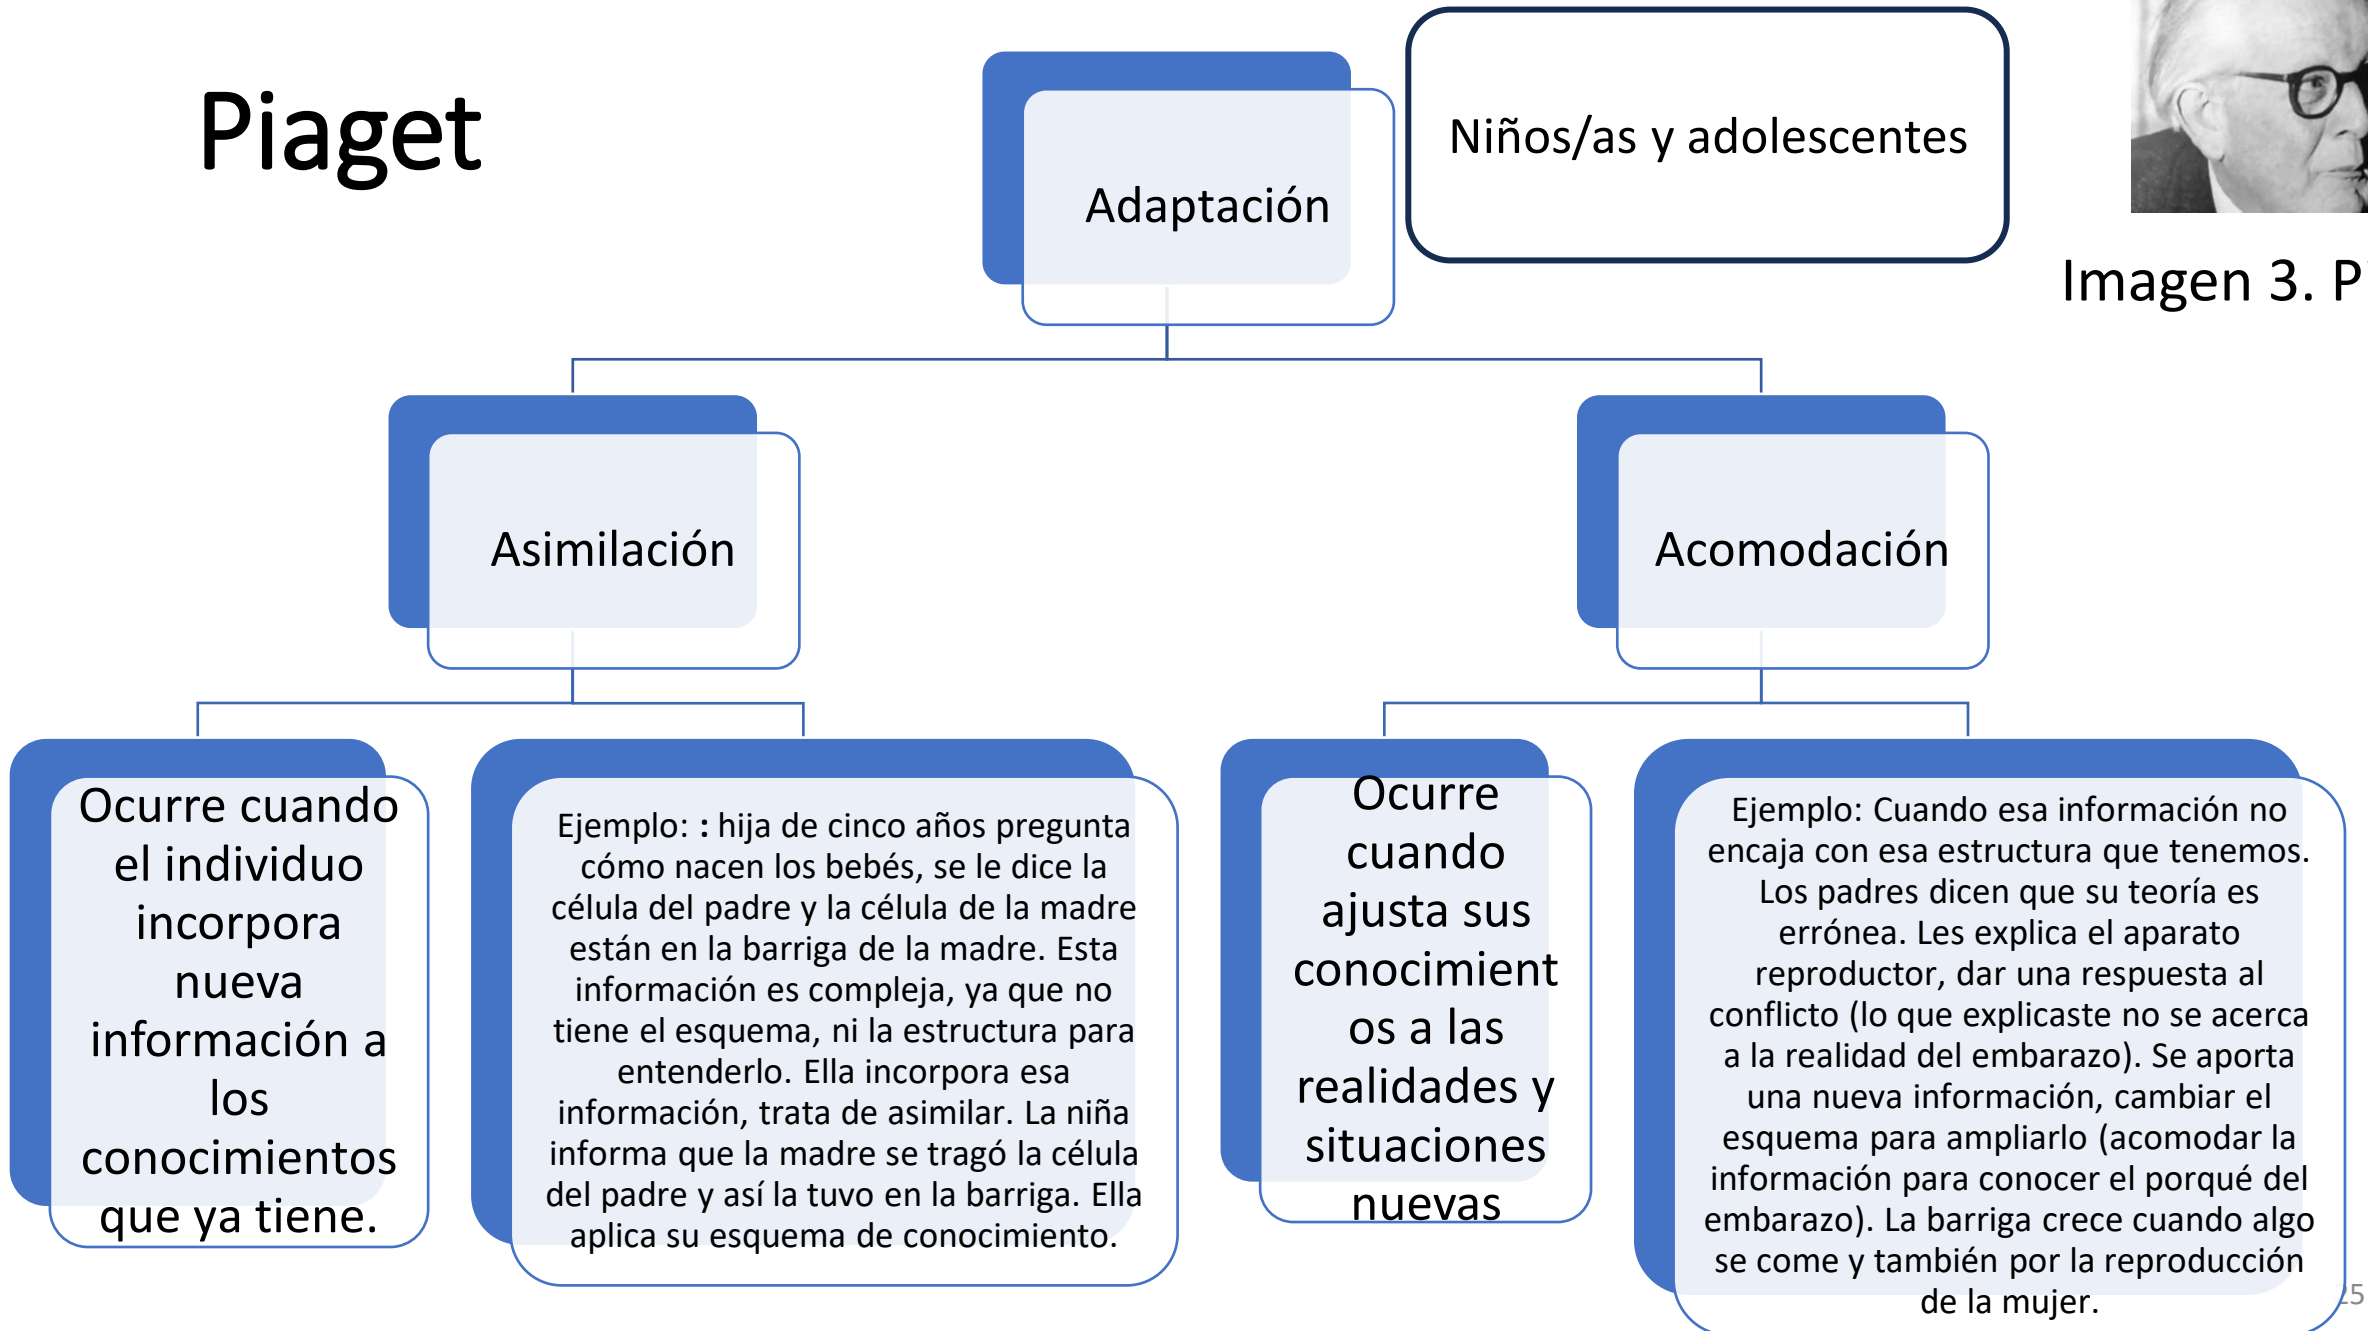 Piaget
Adaptación
Niños/as y adolescentes
Imagen 3. P
Asimilación
Acomodación
Ocurre cuando
el individuo
incorpora
nueva
información a
los
conocimientos
que ya tiene.
Ejemplo: : hija de cinco años pregunta
cómo nacen los bebés, se le dice la
célula del padre y la célula de la madre
están en la barriga de la madre. Esta
información es compleja, ya que no
tiene el esquema, ni la estructura para
entenderlo. Ella incorpora esa
información, trata de asimilar. La niña
informa que la madre se tragó la célula
del padre y así la tuvo en la barriga. Ella
aplica su esquema de conocimiento.
Ocurre
cuando
ajusta sus
conocimient
os a las
realidades y
situaciones
nuevas
Ejemplo: Cuando esa información no
encaja con esa estructura que tenemos.
Los padres dicen que su teoría es
errónea. Les explica el aparato
reproductor, dar una respuesta al
conflicto (lo que explicaste no se acerca
a la realidad del embarazo). Se aporta
una nueva información, cambiar el
esquema para ampliarlo (acomodar la
información para conocer el porqué del
embarazo). La barriga crece cuando algo
se come y también por la reproducción
de la mujer.
25